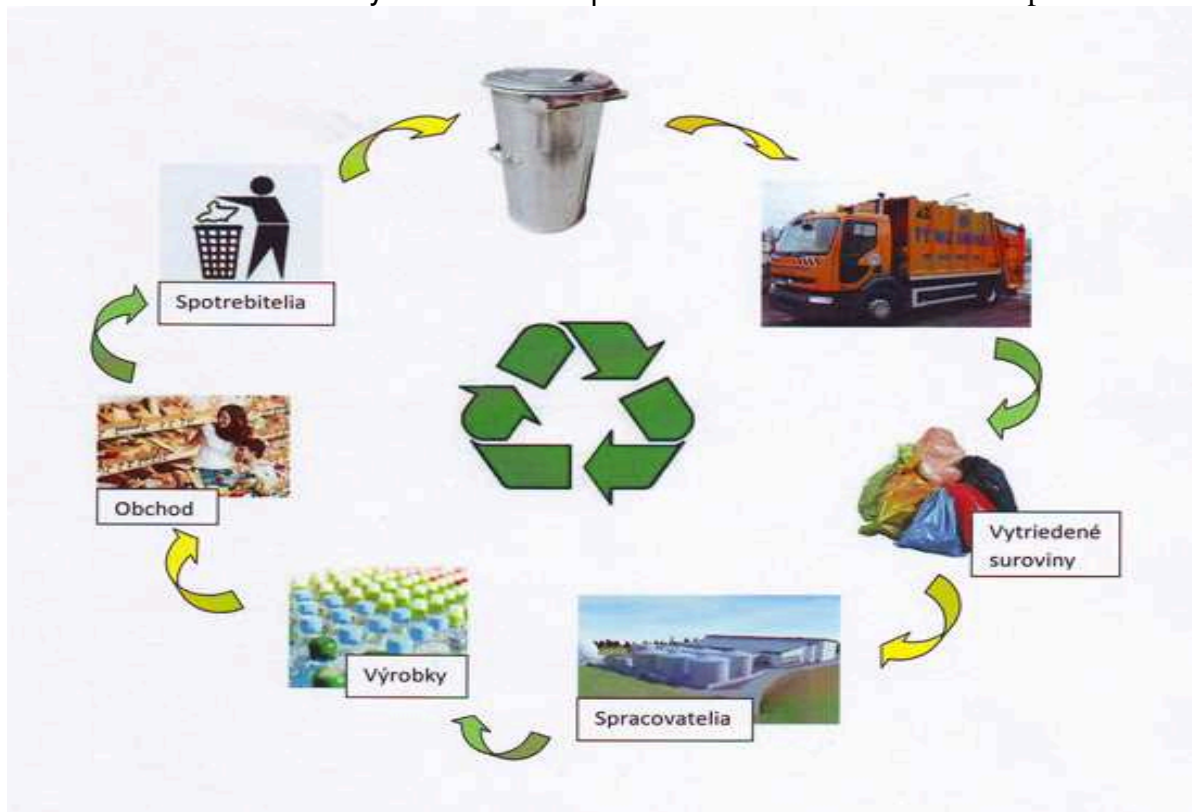 Spotrebitelia
Obchod
Vytriedené
suroviny
Výrobky
Spracovatelia